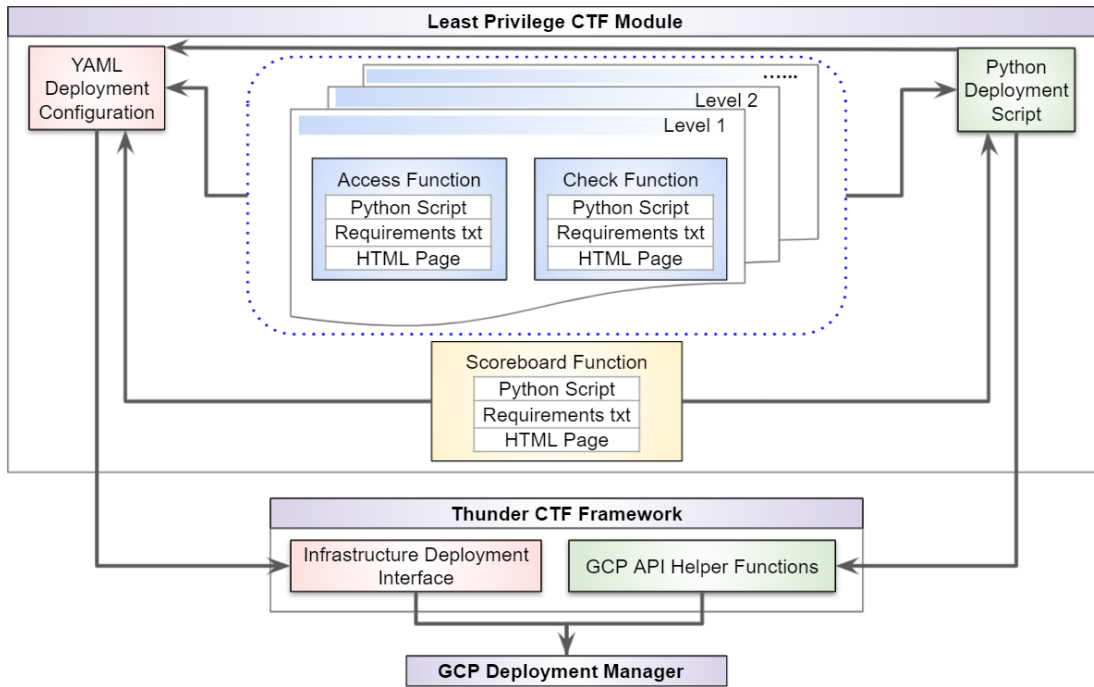 Least Privilege CTF Module
YAML
Deployment
Configuration
Python
Deployment
Script
......
Level 2
Level 1
Access Function
Python Script
Requirements txt
HTML Page
Check Function
Python Script
Requirements txt
HTML Page
Scoreboard Function
Python Script
Requirements txt
HTML Page
Thunder CTF Framework
Infrastructure Deployment
Interface
GCP API Helper Functions
GCP Deployment Manager